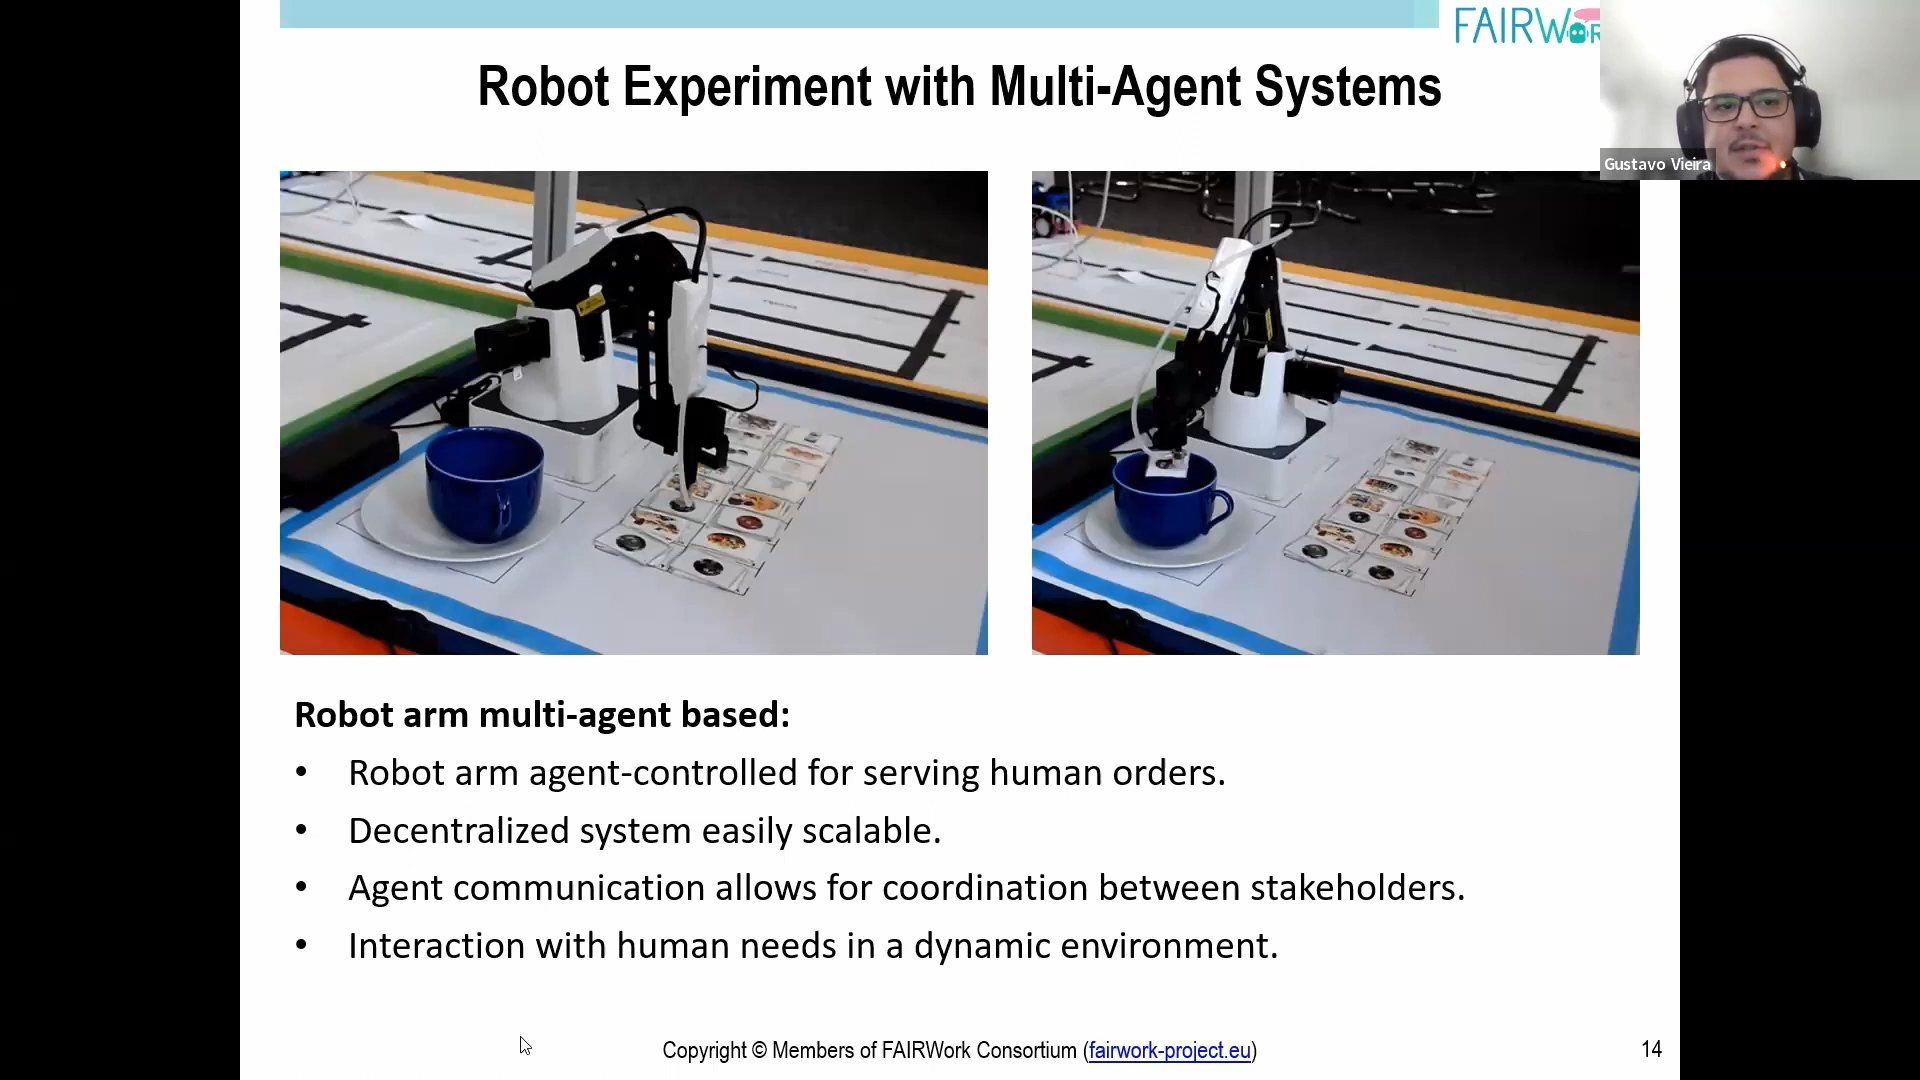 FAIRWOR
Robot Experiment with Multi-Agent Systems
Gustavo Vieira
Robot arm multi-agent based:
• Robot arm agent-controlled for serving human orders.
• Decentralized system easily scalable.
• Agent communication allows for coordination between stakeholders.
• Interaction with human needs in a dynamic environment.
Copyright © Members of FAIRWork Consortium (fairwork-project.eu)
14